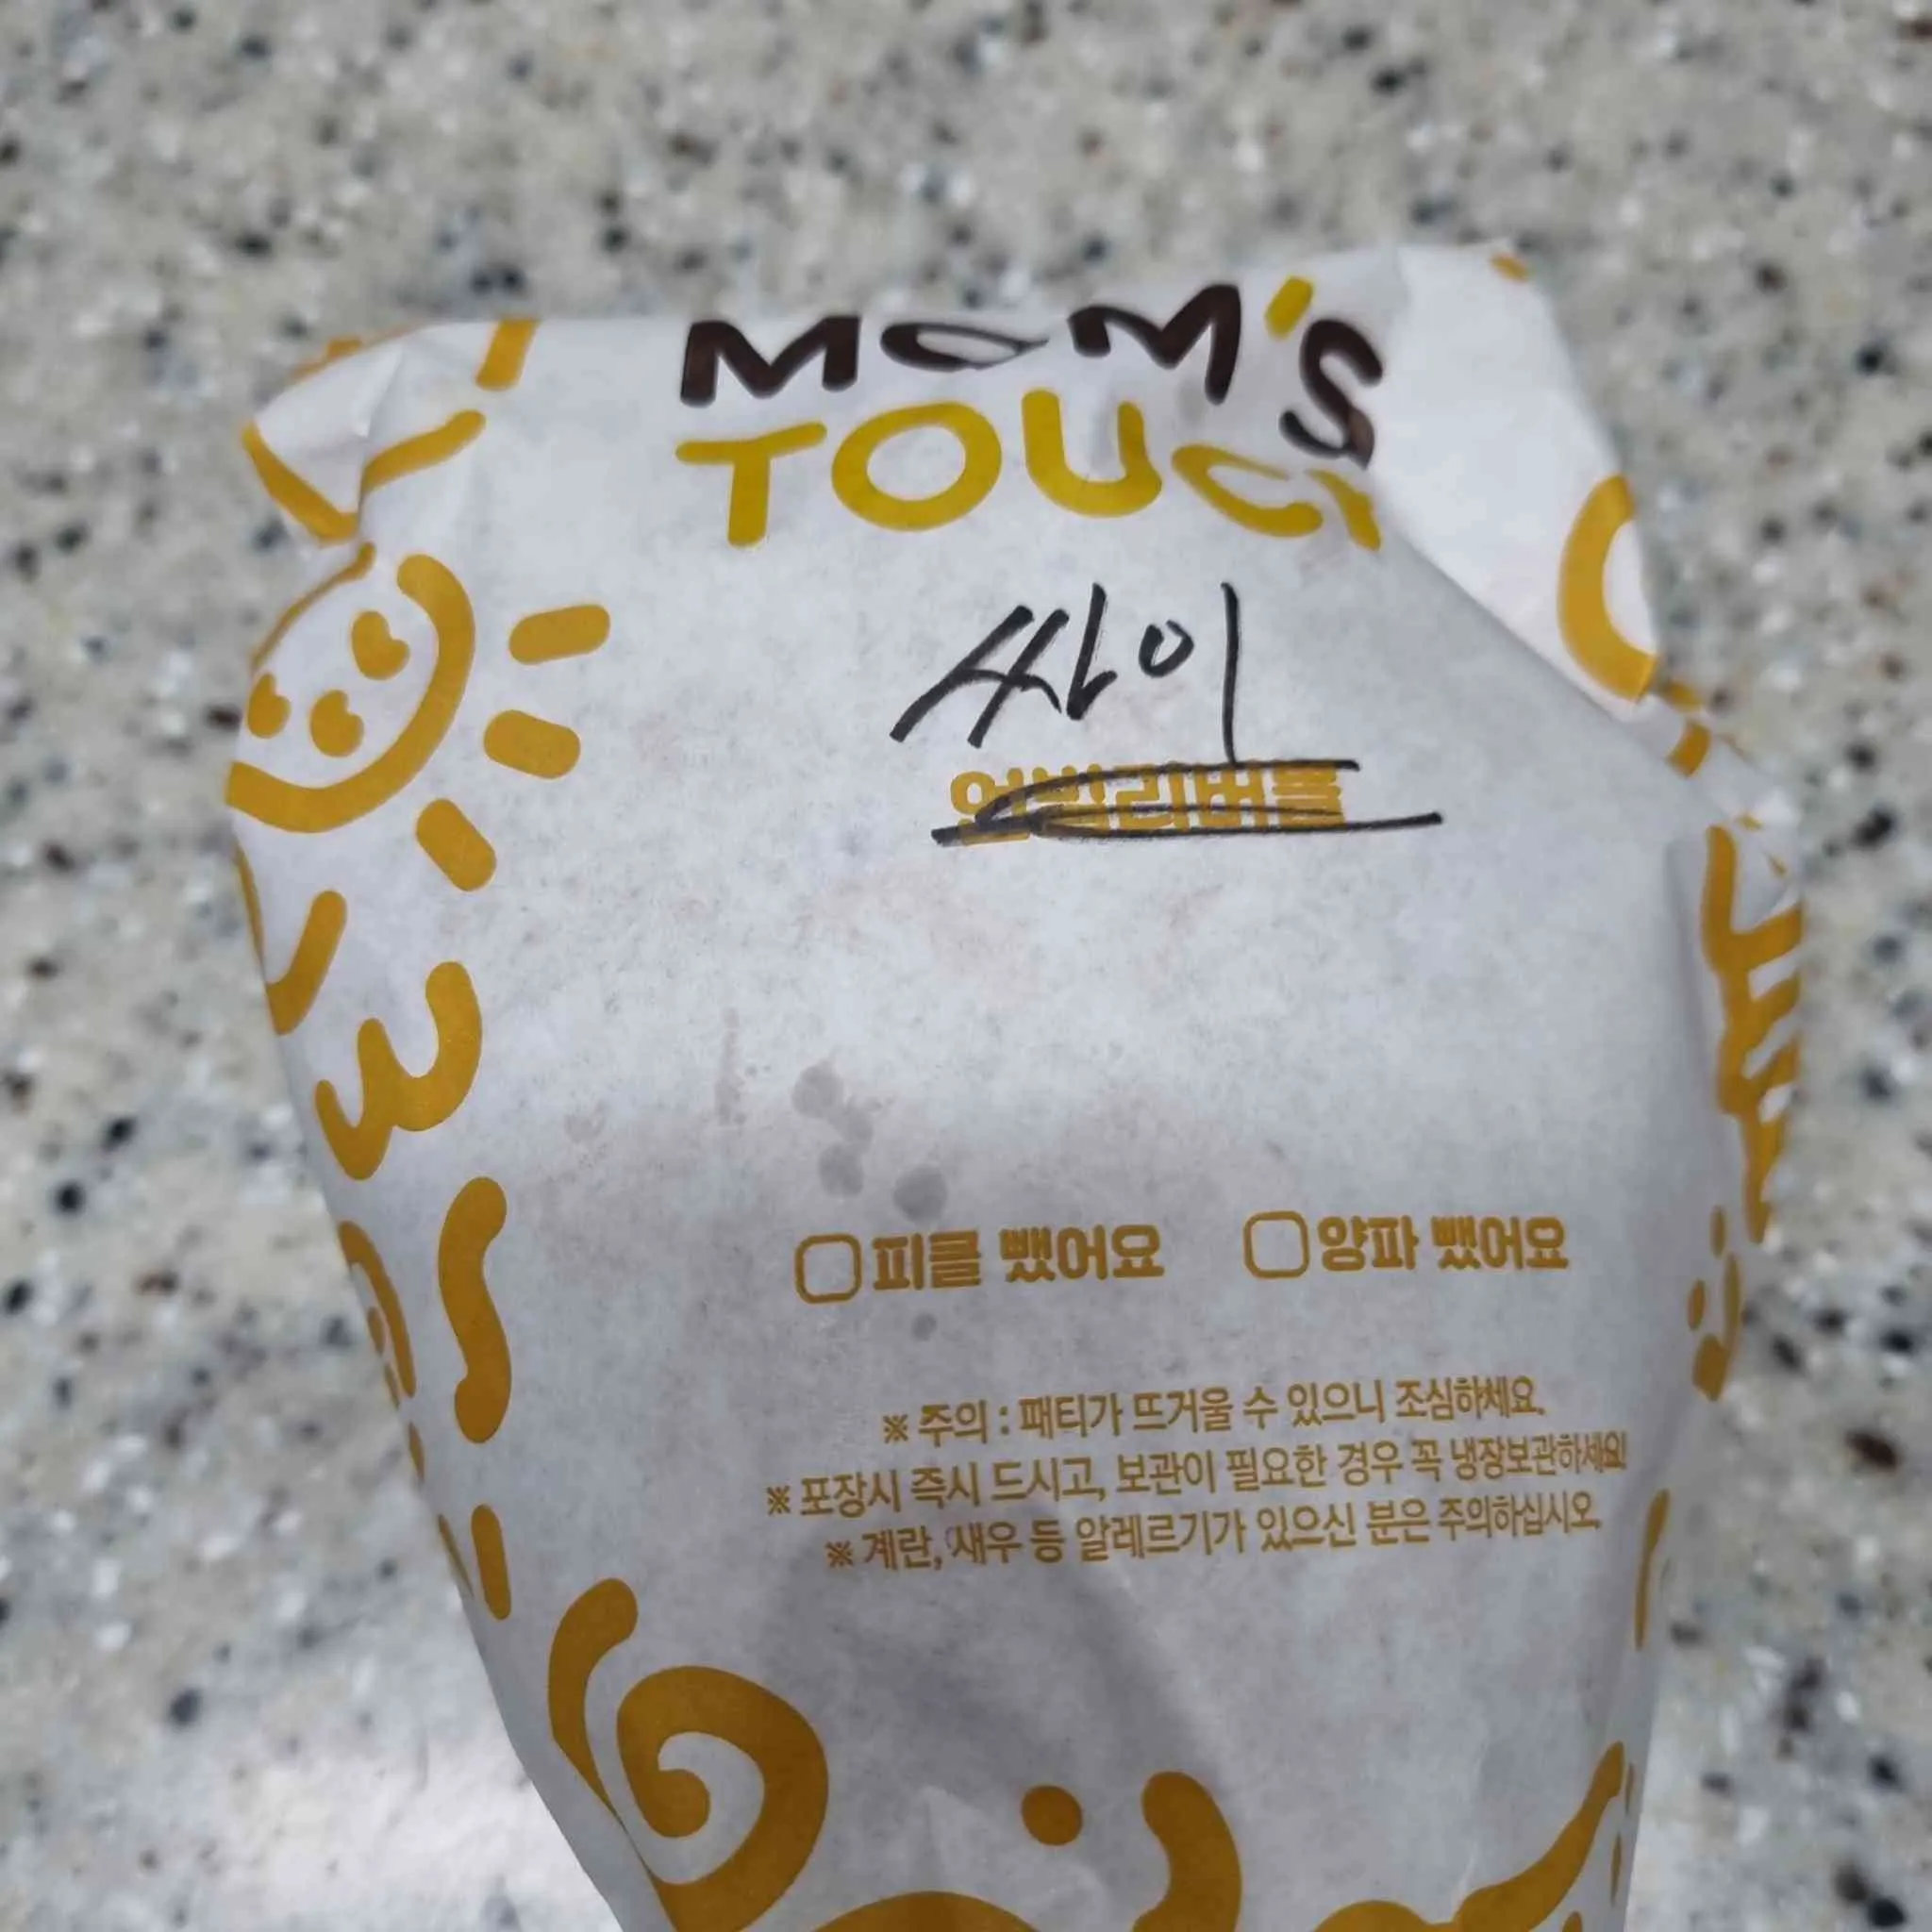 MOM'S
TOUC
싸이
언빌리버블
피클 뺐어요 양파 뺐어요
※ 주의 : 패티가 뜨거울 수 있으니 조심하세요.
※ 포장시 즉시 드시고, 보관이 필요한 경우 꼭 냉장보관하세요!
※ 계란, 새우 등 알레르기가 있으신 분은 주의하십시오.